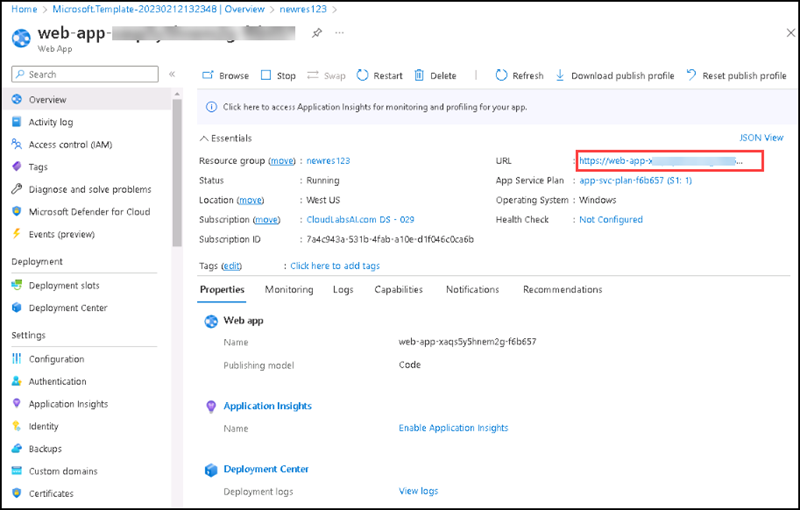 Home > Microsoft.Template-20230212132348 | Overview > newres123 >
web-app-
Web App
Search
Browse Stop Swap Restart Delete Refresh Download publish profile Reset publish profile
Overview
Activity log
Access control (IAM)
Tags
Diagnose and solve problems
Microsoft Defender for Cloud
Events (preview)
Deployment
Deployment slots
Deployment Center
Settings
Configuration
Authentication
Application Insights
Identity
Backups
Custom domains
Certificates
Click here to access Application Insights for monitoring and profiling for your app.
Essentials JSON View
Resource group (move) : newres123
Status : Running
Location (move) : West US
Subscription (move) : CloudLabsAI.com DS - 029
Subscription ID : 7a4c943a-531b-4fab-a10e-d1f046c0ca6b
URL : https://web-app-x ...
App Service Plan : app-svc-plan-f6b657 (S1: 1)
Operating System : Windows
Health Check : Not Configured
Tags (edit) : Click here to add tags
Properties Monitoring Logs Capabilities Notifications Recommendations
Web app
Name web-app-xaqs5y5hnem2g-f6b657
Publishing model Code
Application Insights
Name Enable Application Insights
Deployment Center
Deployment logs View logs